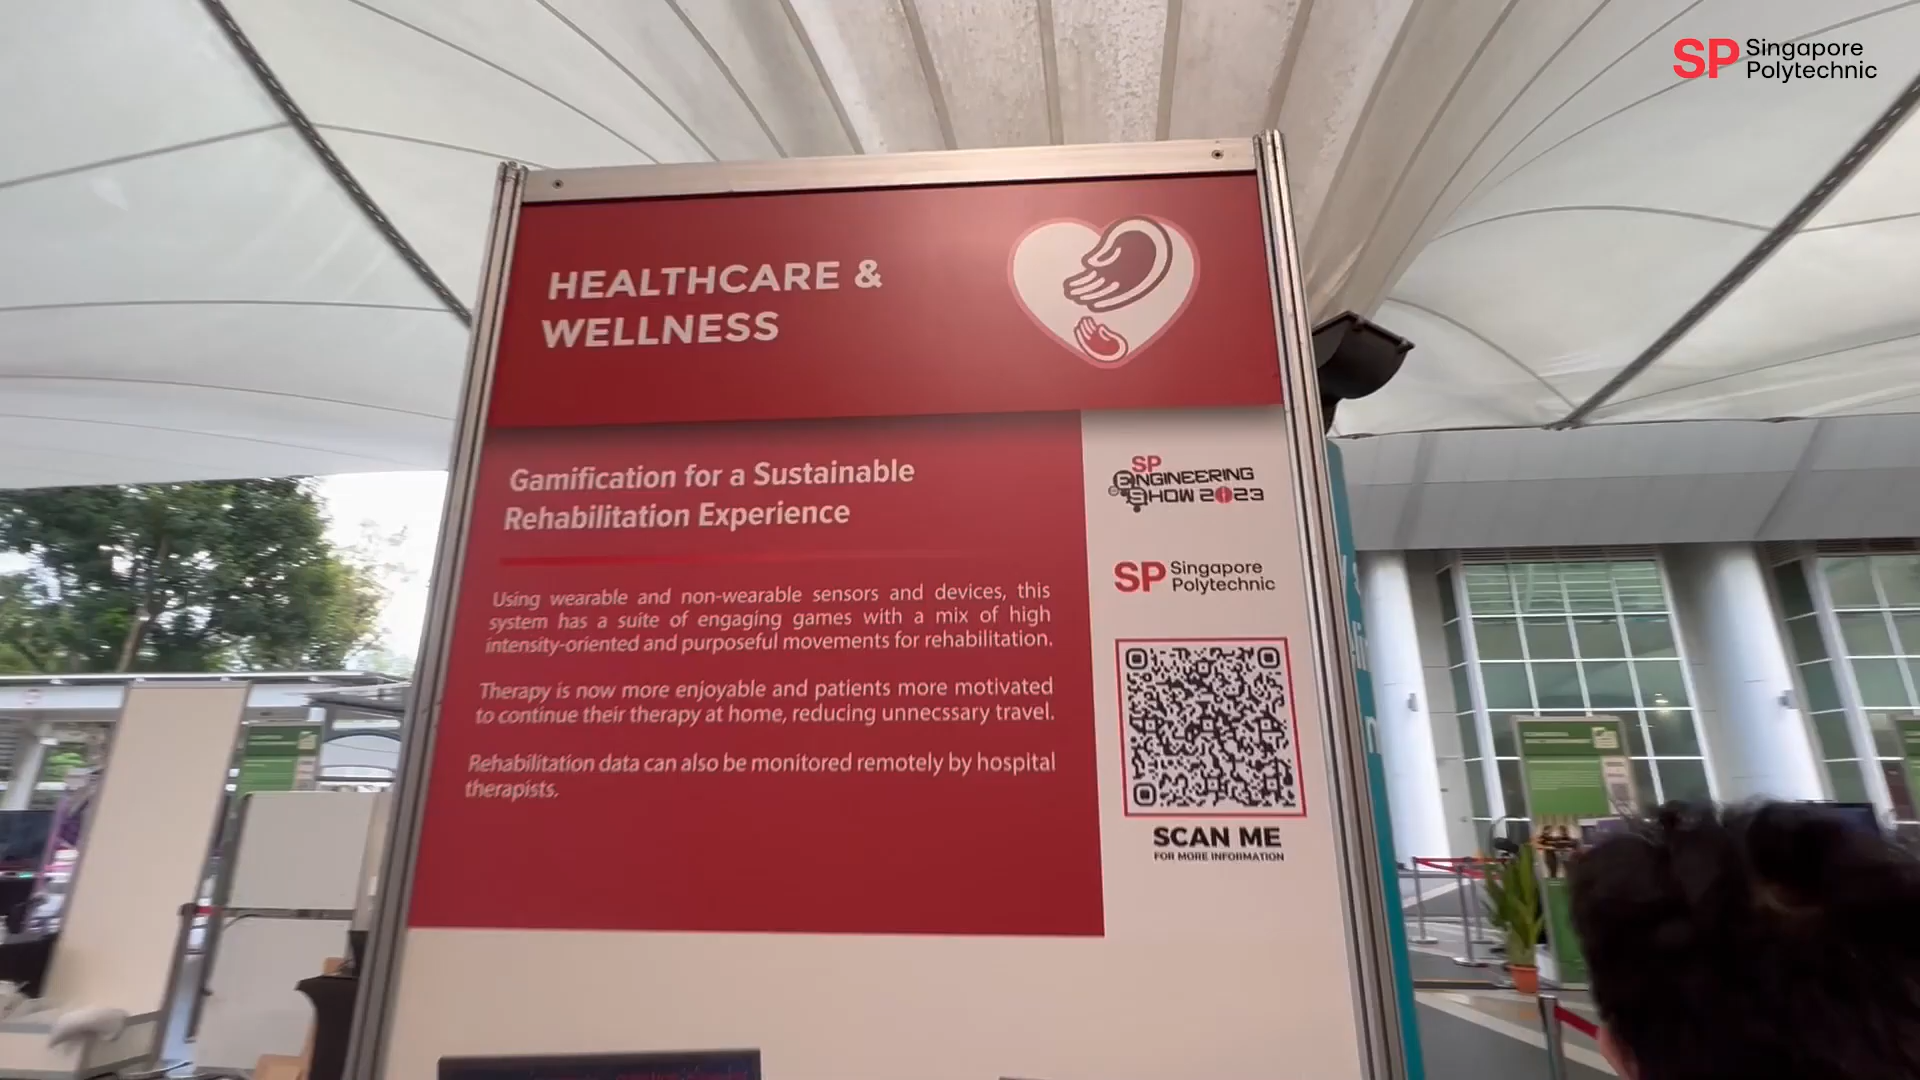 SP Singapore
Polytechnic
HEALTHCARE &
WELLNESS
Gamification for a Sustainable
Rehabilitation Experience
Using wearable and non-wearable sensors and devices, this
system has a suite of engaging games with a mix of high
intensity-oriented and purposeful movements for rehabilitation.
Therapy is now more enjoyable and patients more motivated
to continue their therapy at home, reducing unnecssary travel.
Rehabilitation data can also be monitored remotely by hospital
therapists.
SP
ENGINEERING
SHOW 2023
SP Singapore
Polytechnic
SCAN ME
FOR MORE INFORMATION